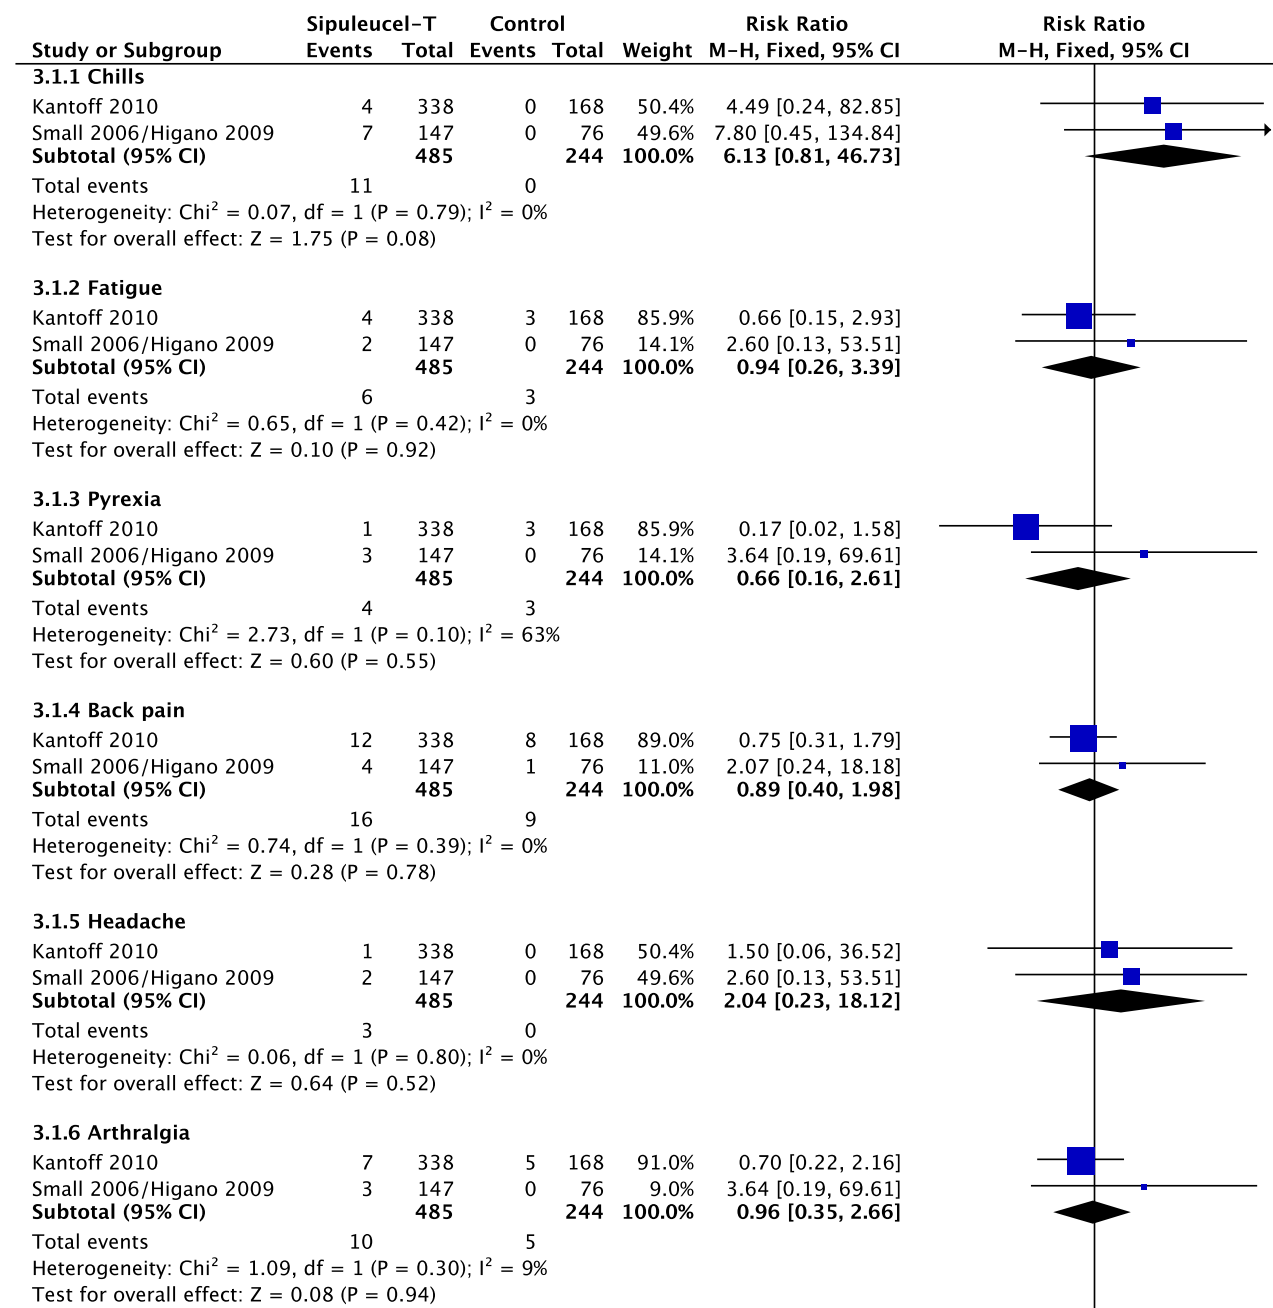 Sipuleucel-T Control Risk Ratio Risk Ratio
Study or Subgroup Events Total Events Total Weight M-H, Fixed, 95% CI M-H, Fixed, 95% CI
3.1.1 Chills
Kantoff 2010 4 338 0 168 50.4% 4.49 [0.24, 82.85]
Small 2006/Higano 2009 7 147 0 76 49.6% 7.80 [0.45, 134.84]
Subtotal (95% CI) 485 244 100.0% 6.13 [0.81, 46.73]
Total events 11 0
Heterogeneity: Chi² = 0.07, df = 1 (P = 0.79); I² = 0%
Test for overall effect: Z = 1.75 (P = 0.08)
3.1.2 Fatigue
Kantoff 2010 4 338 3 168 85.9% 0.66 [0.15, 2.93]
Small 2006/Higano 2009 2 147 0 76 14.1% 2.60 [0.13, 53.51]
Subtotal (95% CI) 485 244 100.0% 0.94 [0.26, 3.39]
Total events 6 3
Heterogeneity: Chi² = 0.65, df = 1 (P = 0.42); I² = 0%
Test for overall effect: Z = 0.10 (P = 0.92)
3.1.3 Pyrexia
Kantoff 2010 1 338 3 168 85.9% 0.17 [0.02, 1.58]
Small 2006/Higano 2009 3 147 0 76 14.1% 3.64 [0.19, 69.61]
Subtotal (95% CI) 485 244 100.0% 0.66 [0.16, 2.61]
Total events 4 3
Heterogeneity: Chi² = 2.73, df = 1 (P = 0.10); I² = 63%
Test for overall effect: Z = 0.60 (P = 0.55)
3.1.4 Back pain
Kantoff 2010 12 338 8 168 89.0% 0.75 [0.31, 1.79]
Small 2006/Higano 2009 4 147 1 76 11.0% 2.07 [0.24, 18.18]
Subtotal (95% CI) 485 244 100.0% 0.89 [0.40, 1.98]
Total events 16 9
Heterogeneity: Chi² = 0.74, df = 1 (P = 0.39); I² = 0%
Test for overall effect: Z = 0.28 (P = 0.78)
3.1.5 Headache
Kantoff 2010 1 338 0 168 50.4% 1.50 [0.06, 36.52]
Small 2006/Higano 2009 2 147 0 76 49.6% 2.60 [0.13, 53.51]
Subtotal (95% CI) 485 244 100.0% 2.04 [0.23, 18.12]
Total events 3 0
Heterogeneity: Chi² = 0.06, df = 1 (P = 0.80); I² = 0%
Test for overall effect: Z = 0.64 (P = 0.52)
3.1.6 Arthralgia
Kantoff 2010 7 338 5 168 91.0% 0.70 [0.22, 2.16]
Small 2006/Higano 2009 3 147 0 76 9.0% 3.64 [0.19, 69.61]
Subtotal (95% CI) 485 244 100.0% 0.96 [0.35, 2.66]
Total events 10 5
Heterogeneity: Chi² = 1.09, df = 1 (P = 0.30); I² = 9%
Test for overall effect: Z = 0.08 (P = 0.94)